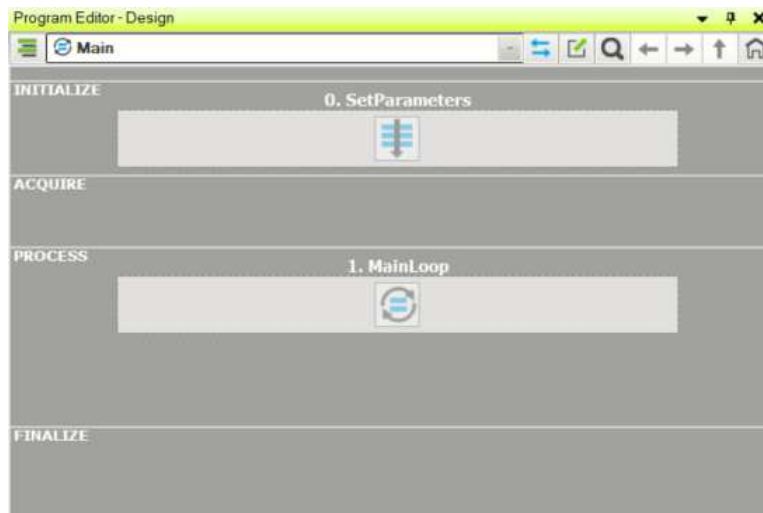 Program Editor - Design
Main
INITIALIZE
0. SetParameters
ACQUIRE
PROCESS
1. MainLoop
FINALIZE